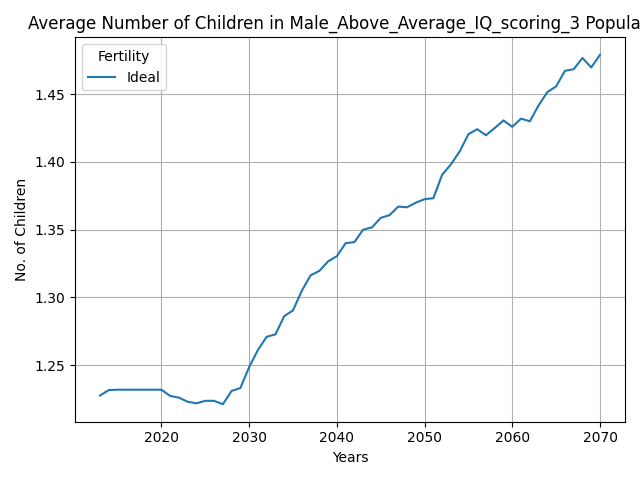 Average Number of Children in Male_Above_Average_IQ_scoring_3 Popula
Fertility
Ideal
1.45
1.40
1.35
1.30
1.25
No. of Children
2020 2030 2040 2050 2060 2070
Years